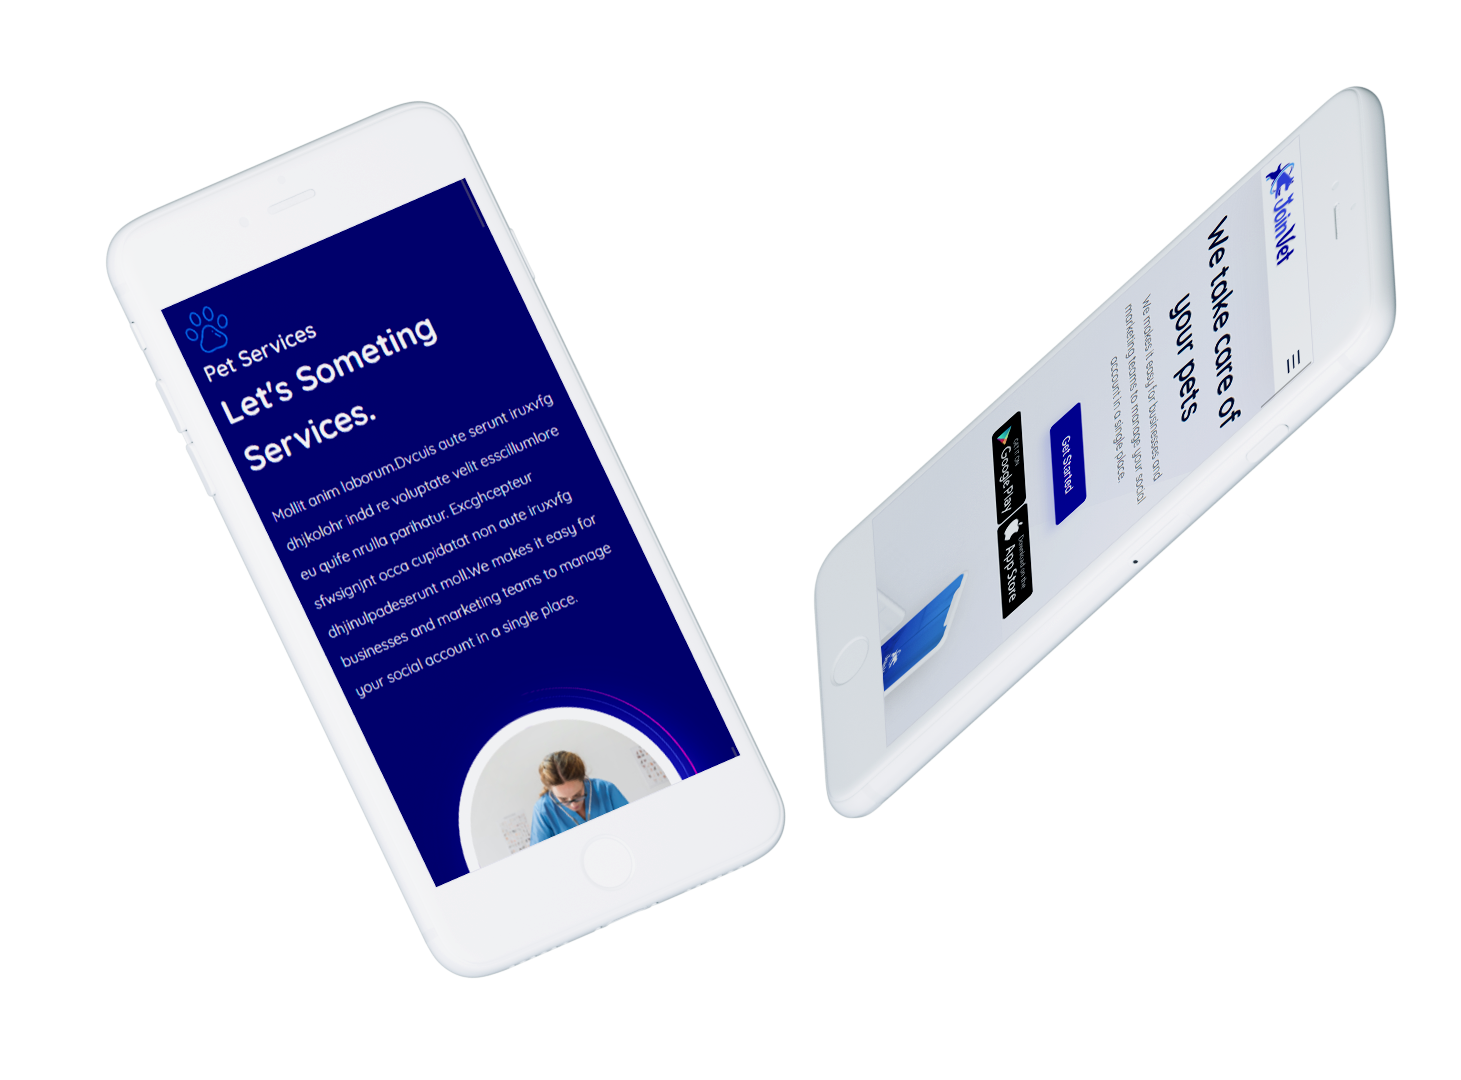 Pet Services
Let's Someting
Services.
Mollit anim laborum.Dvcuis aute serunt iruxvfg
dhjkolohr indd re voluptate velit esscillumlore
eu quife nrulla parihatur. Excghcepteur
sfwsignjnt occa cupidatat non aute iruxvfg
dhjinulpadeserunt moll.We makes it easy for
businesses and marketing teams to manage
your social account in a single place.
JoinVet
We take care of
your pets
We makes it easy for businesses and
marketing teams to manage your social
account in a single place.
Get Started
GET IT ON
Google Play
Download on the
App Store